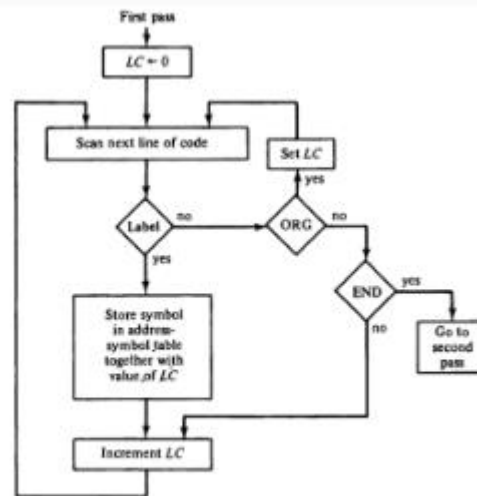 First pass
LC ← 0
Scan next line of code
Set LC
yes
Label
no
ORG
no
yes
END
yes
no
Store symbol
in address-
symbol table
together with
value of LC
Go to
second
pass
Increment LC